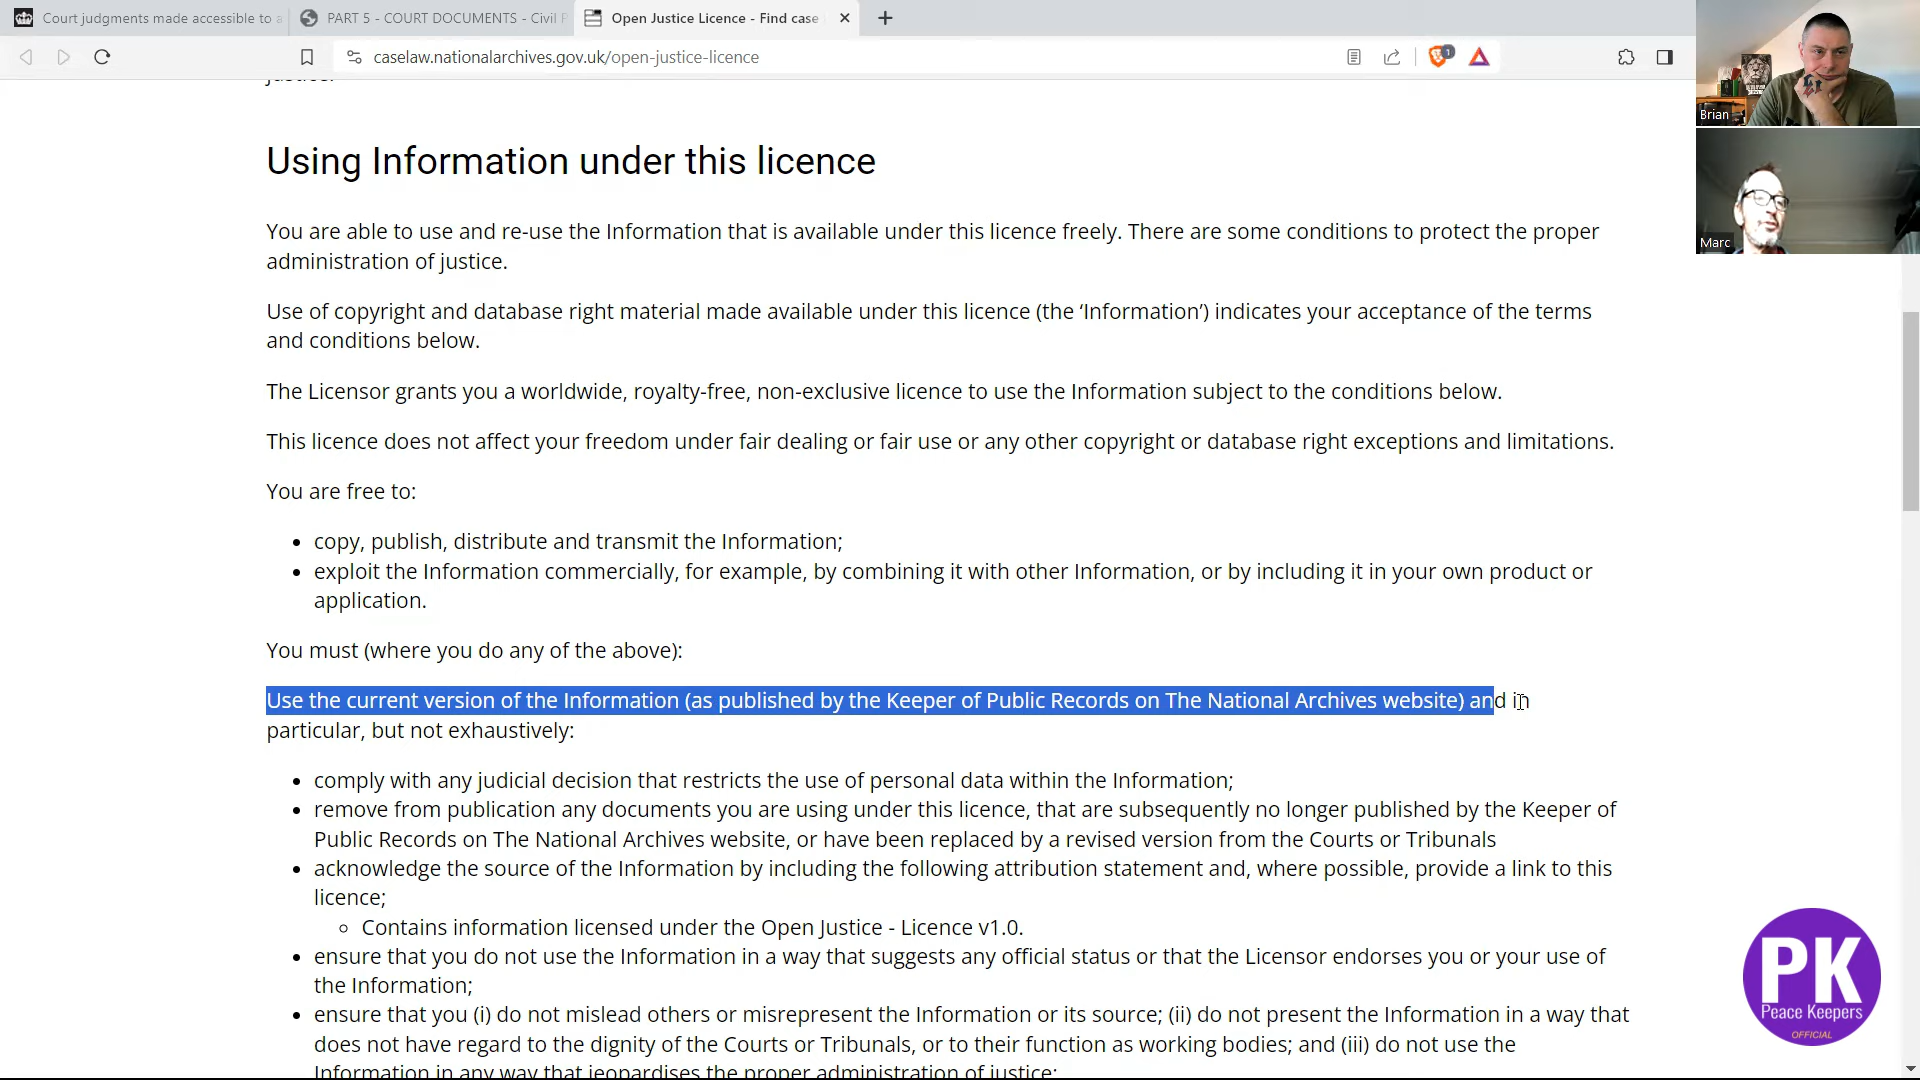 Court judgments made accessible to a
PART 5 - COURT DOCUMENTS - Civil P
Open Justice Licence - Find case
caselaw.nationalarchives.gov.uk/open-justice-licence
1
Brian
Marc
justice.
Using Information under this licence
You are able to use and re-use the Information that is available under this licence freely. There are some conditions to protect the proper
administration of justice.
Use of copyright and database right material made available under this licence (the ‘Information’) indicates your acceptance of the terms
and conditions below.
The Licensor grants you a worldwide, royalty-free, non-exclusive licence to use the Information subject to the conditions below.
This licence does not affect your freedom under fair dealing or fair use or any other copyright or database right exceptions and limitations.
You are free to:
• copy, publish, distribute and transmit the Information;
• exploit the Information commercially, for example, by combining it with other Information, or by including it in your own product or
application.
You must (where you do any of the above):
Use the current version of the Information (as published by the Keeper of Public Records on The National Archives website) and in
particular, but not exhaustively:
• comply with any judicial decision that restricts the use of personal data within the Information;
• remove from publication any documents you are using under this licence, that are subsequently no longer published by the Keeper of
Public Records on The National Archives website, or have been replaced by a revised version from the Courts or Tribunals
• acknowledge the source of the Information by including the following attribution statement and, where possible, provide a link to this
licence;
◦ Contains information licensed under the Open Justice - Licence v1.0.
• ensure that you do not use the Information in a way that suggests any official status or that the Licensor endorses you or your use of
the Information;
• ensure that you (i) do not mislead others or misrepresent the Information or its source; (ii) do not present the Information in a way that
does not have regard to the dignity of the Courts or Tribunals, or to their function as working bodies; and (iii) do not use the
Information in any way that jeopardises the proper administration of justice;
PK
Peace Keepers
OFFICIAL